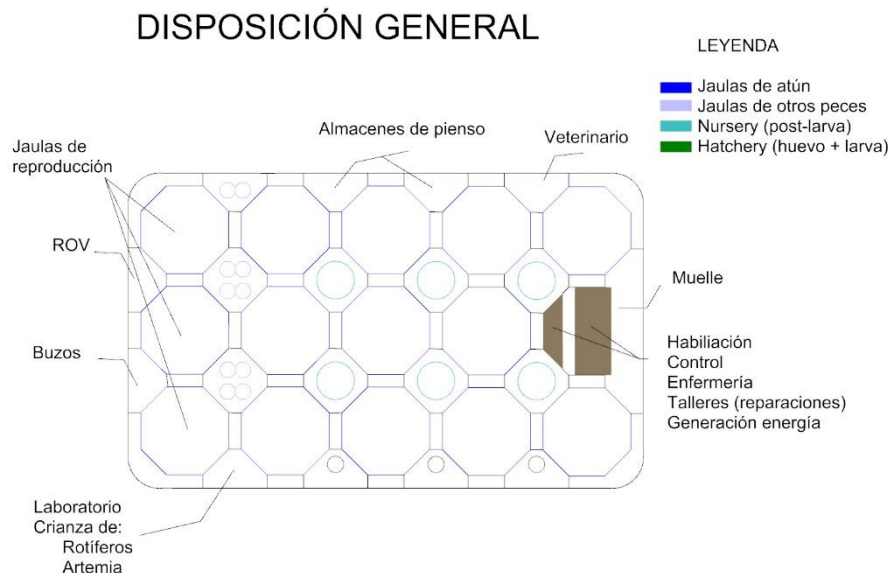 DISPOSICIÓN GENERAL
LEYENDA
Jaulas de atún
Jaulas de otros peces
Nursery (post-larva)
Hatchery (huevo + larva)
Almacenes de pienso
Veterinario
Jaulas de
reproducción
ROV
Muelle
Buzos
Habiliación
Control
Enfermería
Talleres (reparaciones)
Generación energía
Laboratorio
Crianza de:
Rotíferos
Artemia